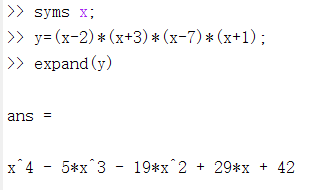 >> syms x;
>> y=(x-2)*(x+3)*(x-7)*(x+1);
>> expand(y)
ans =
x^4 - 5*x^3 - 19*x^2 + 29*x + 42